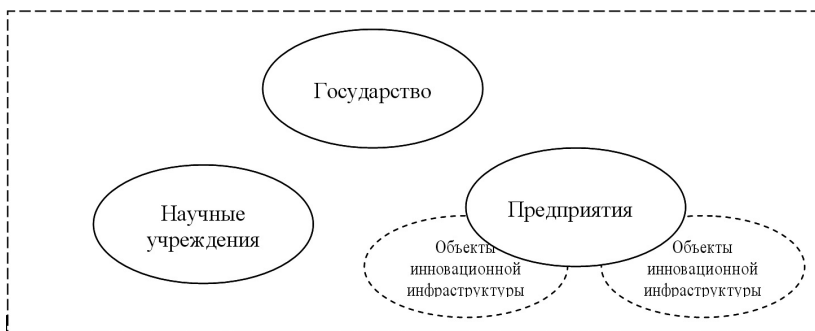 Государство
Научные
учреждения
Предприятия
Объекты
инновационной
инфраструктуры
Объекты
инновационной
инфраструктуры